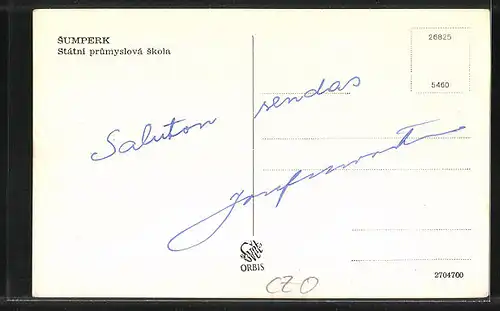 ŠUMPERK
Státní průmyslová škola
26825
5460
Saluton sendas
ORBIS
CZO
2704700